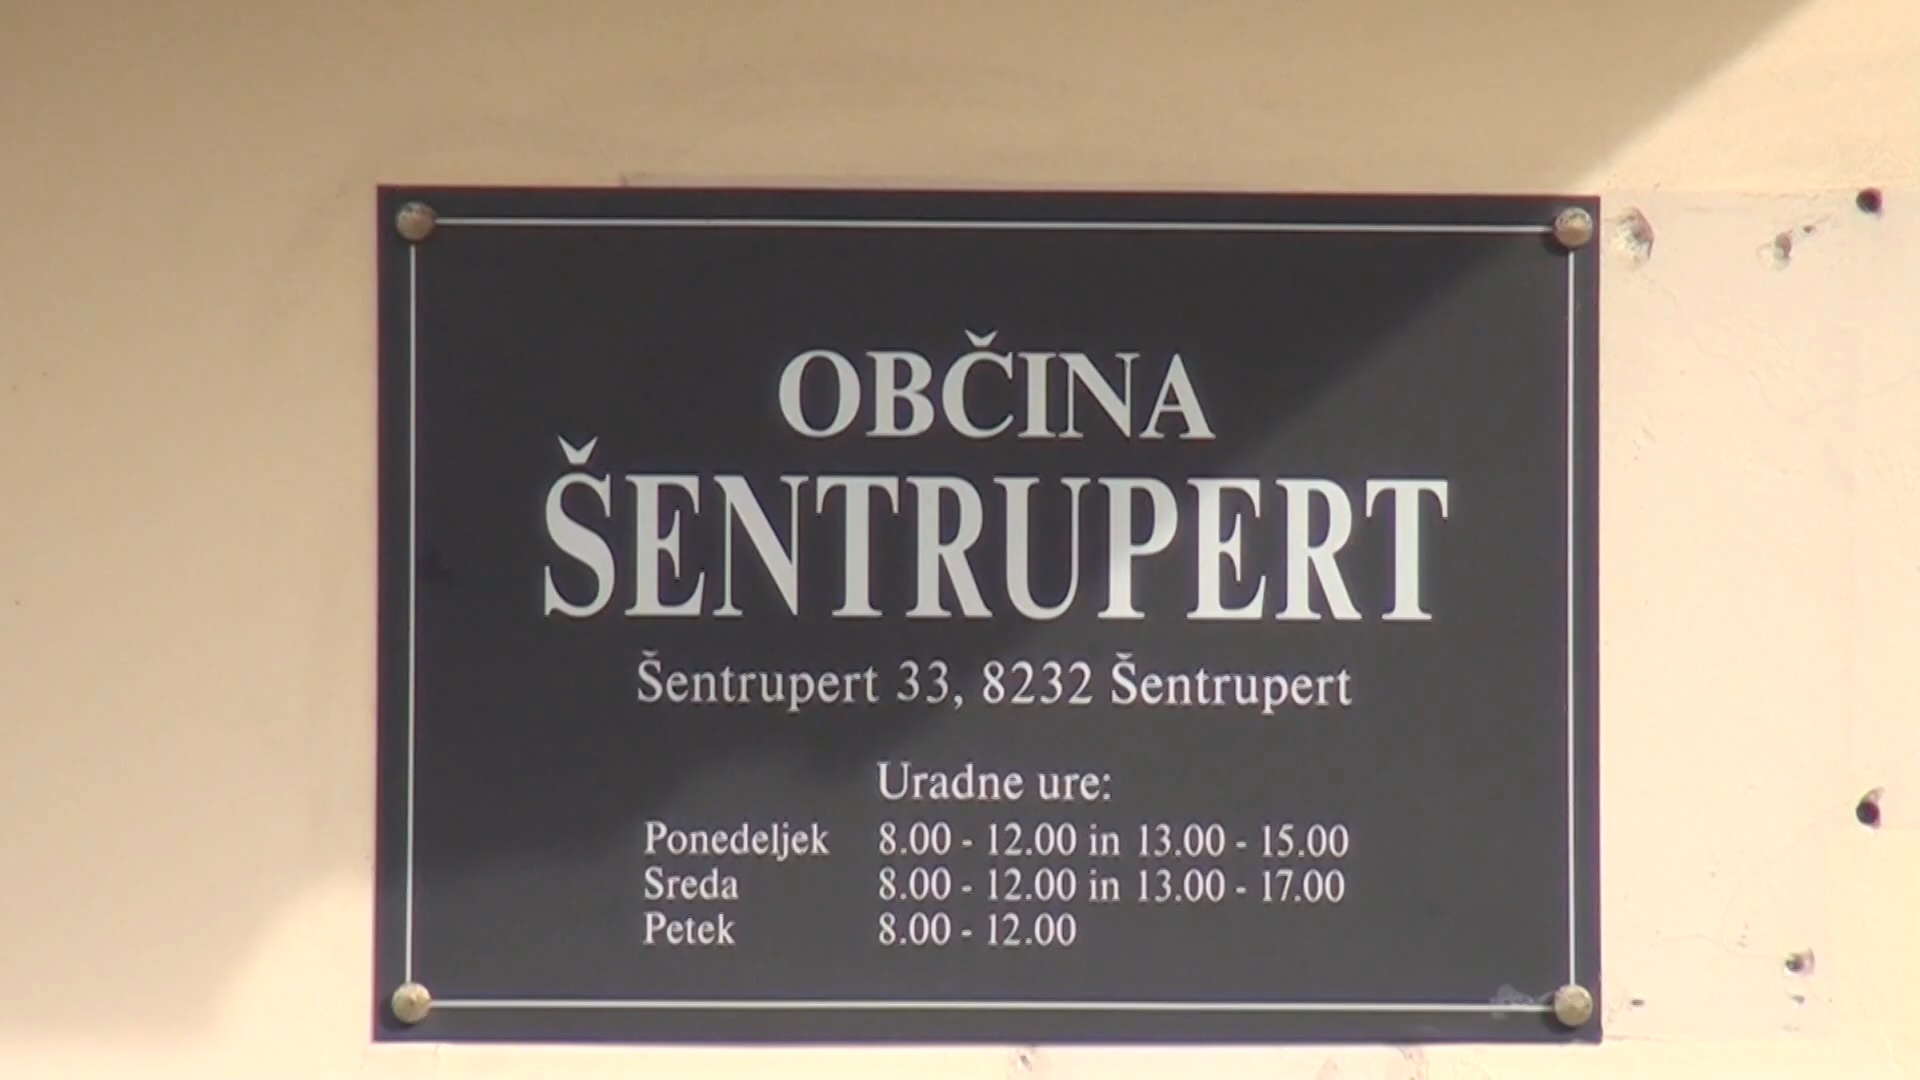 OBČINA
ŠENTRUPERT
Šentrupert 33, 8232 Šentrupert
Uradne ure:
Ponedeljek 8.00 - 12.00 in 13.00 - 15.00
Sreda 8.00 - 12.00 in 13.00 - 17.00
Petek 8.00 - 12.00